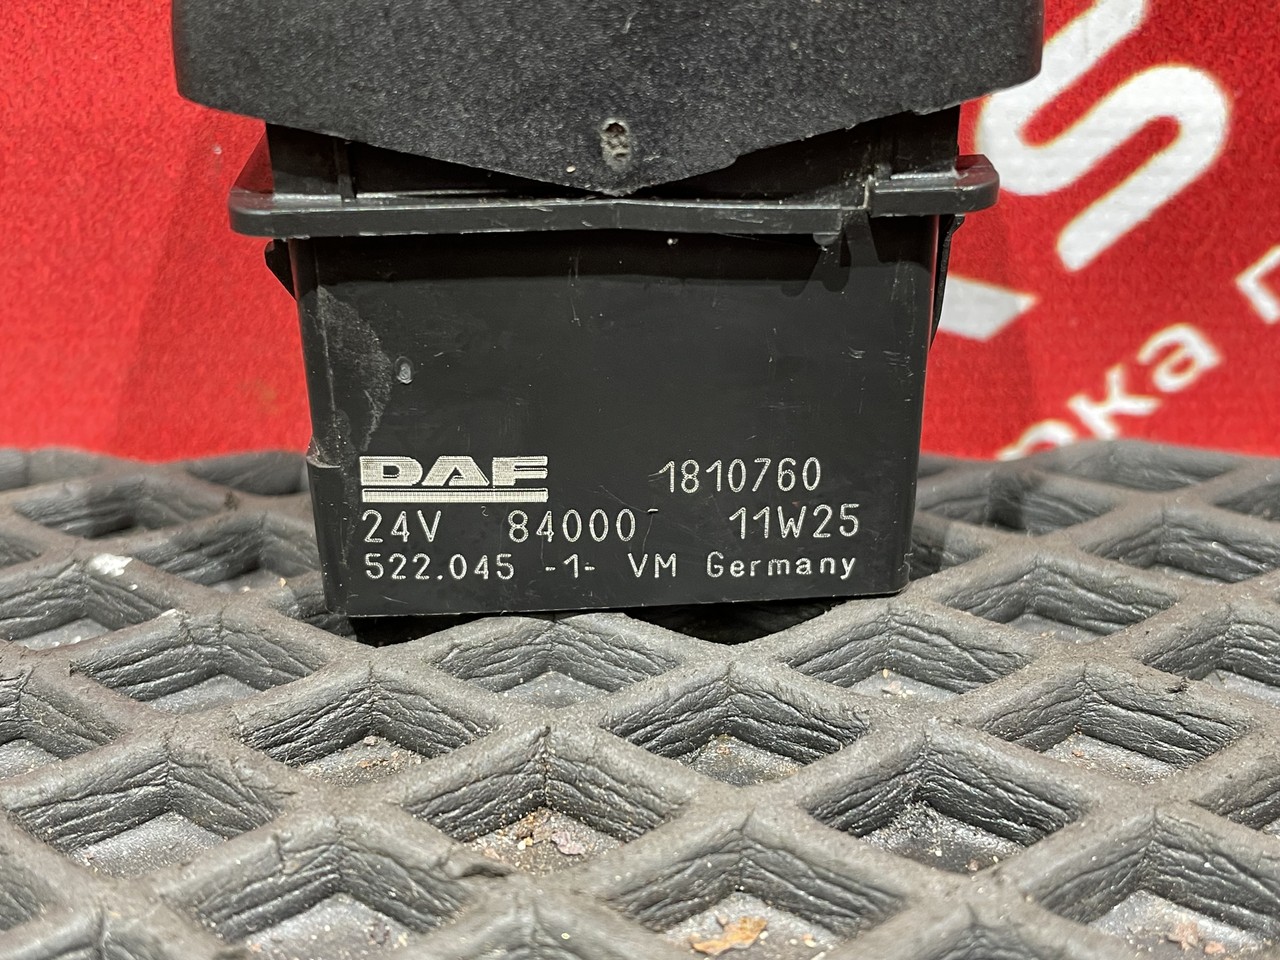 DAF 1810760
24V 84000 11W25
522.045 -1- VM Germany